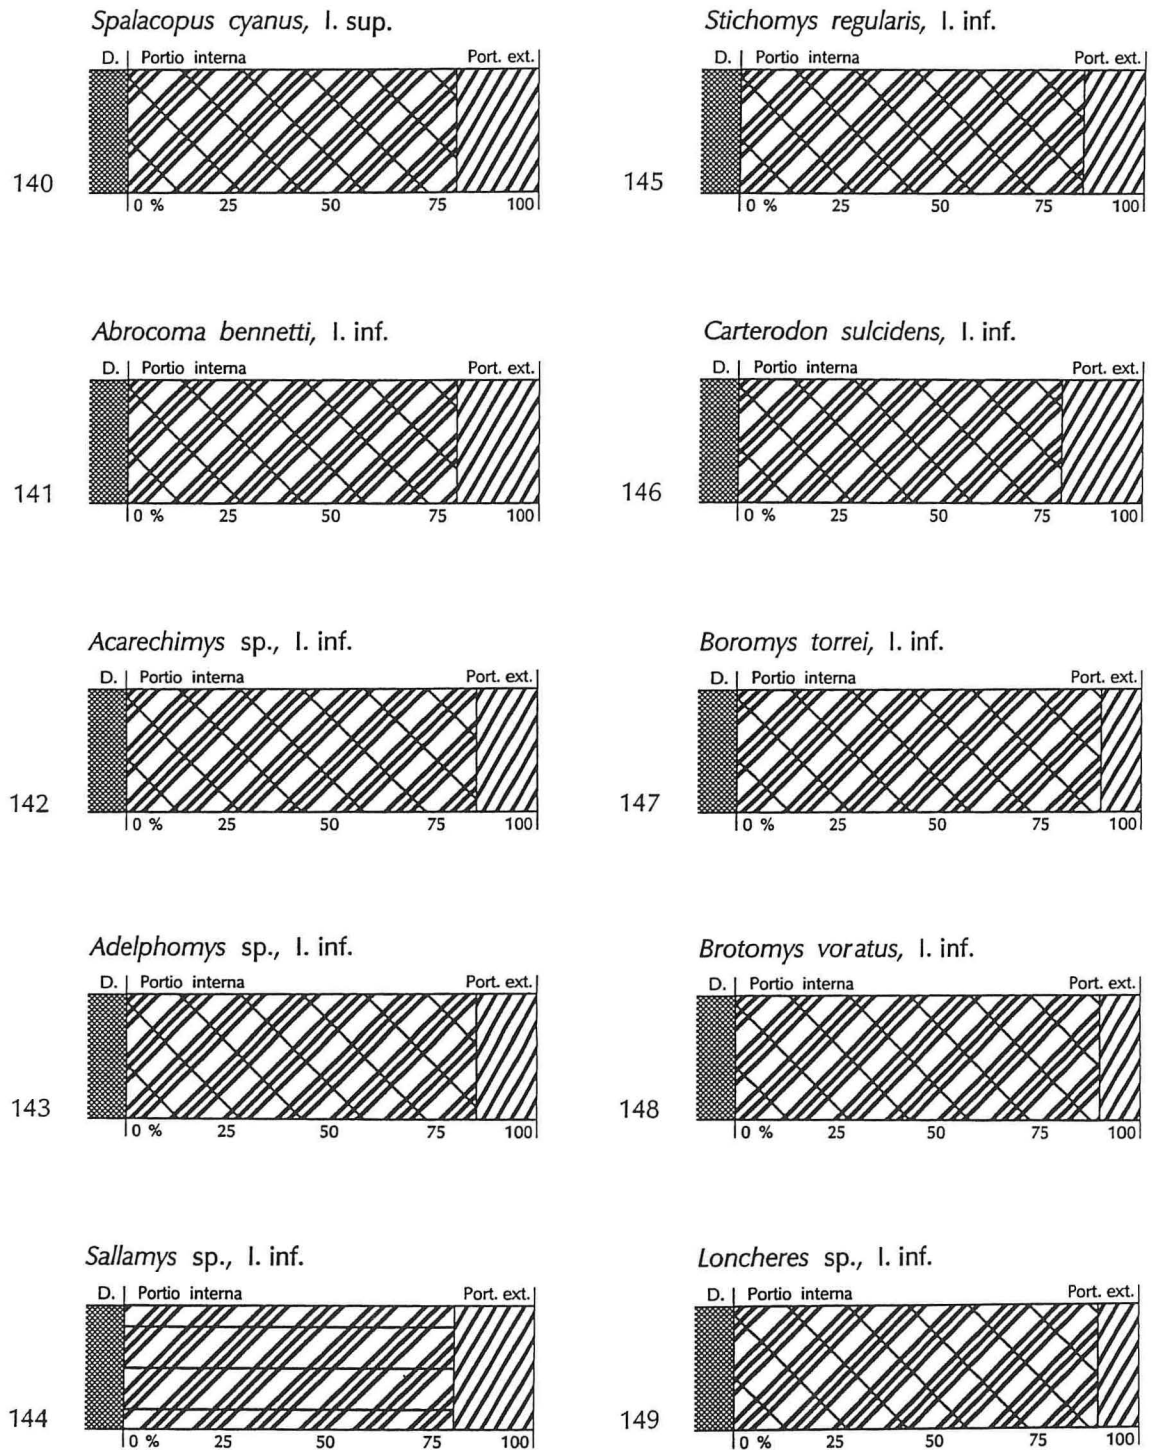 Spalacopus cyanus, I. sup.
D. Portio interna Port. ext.
140
0 % 25 50 75 100
Abrocoma bennetti, I. inf.
D. Portio interna Port. ext.
141
0 % 25 50 75 100
Acarechimys sp., I. inf.
D. Portio interna Port. ext.
142
0 % 25 50 75 100
Adelphomys sp., I. inf.
D. Portio interna Port. ext.
143
0 % 25 50 75 100
Sallamys sp., I. inf.
D. Portio interna Port. ext.
144
0 % 25 50 75 100
Stichomys regularis, I. inf.
D. Portio interna Port. ext.
145
0 % 25 50 75 100
Carterodon sulcidens, I. inf.
D. Portio interna Port. ext.
146
0 % 25 50 75 100
Boromys torrei, I. inf.
D. Portio interna Port. ext.
147
0 % 25 50 75 100
Brotomys voratus, I. inf.
D. Portio interna Port. ext.
148
0 % 25 50 75 100
Loncheres sp., I. inf.
D. Portio interna Port. ext.
149
0 % 25 50 75 100